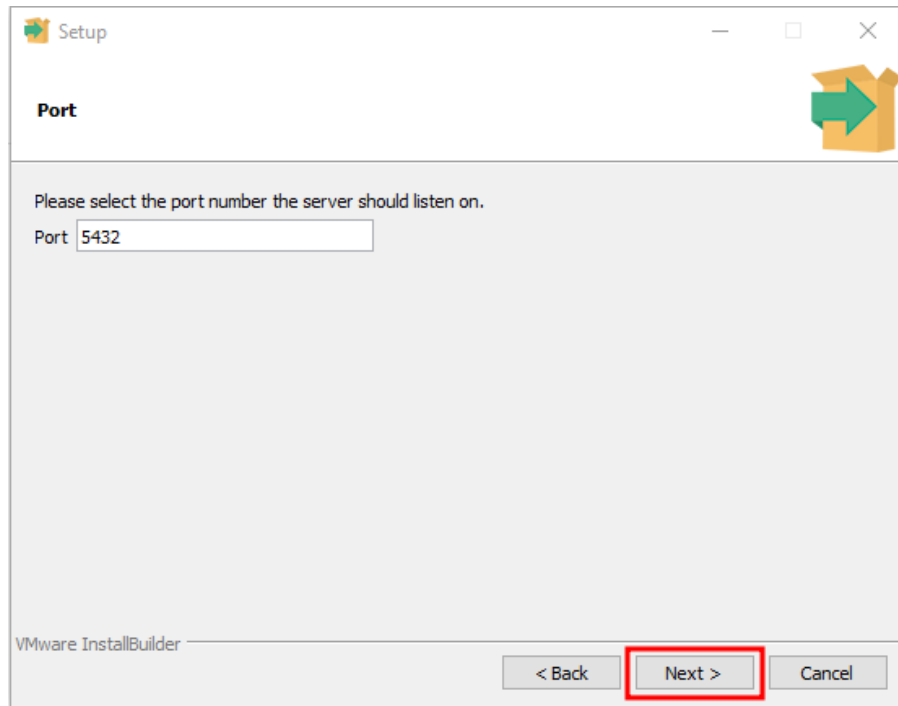 Setup
Port
Please select the port number the server should listen on.
Port 5432
VMware InstallBuilder
< Back Next > Cancel